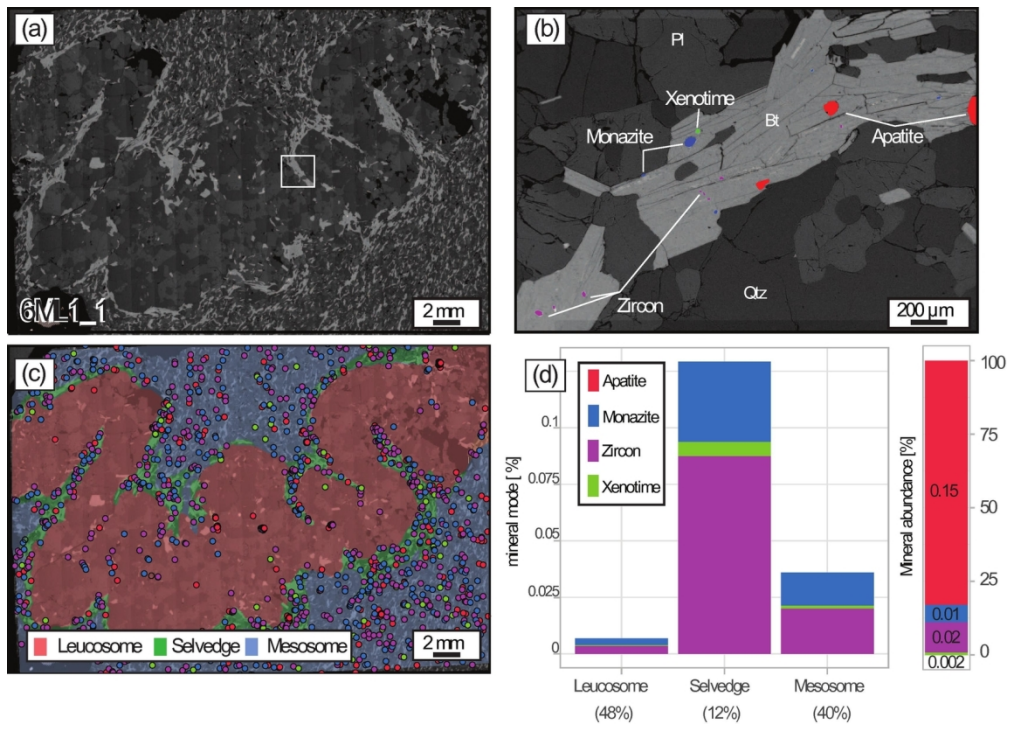 (a)
6ML1_1
2 mm
(b)
Pl
Xenotime
Bt
Monazite
Apatite
Zircon
Qtz
200 µm
(c)
Leucosome
Selvedge
Mesosome
2 mm
(d)
Apatite
Monazite
Zircon
Xenotime
mineral mode [ %]
0.1
0.075
0.05
0.025
0
Leucosome
(48%)
Selvedge
(12%)
Mesosome
(40%)
Mineral abundance [%]
0.15
0.01
0.02
0.002
100
75
50
25
0